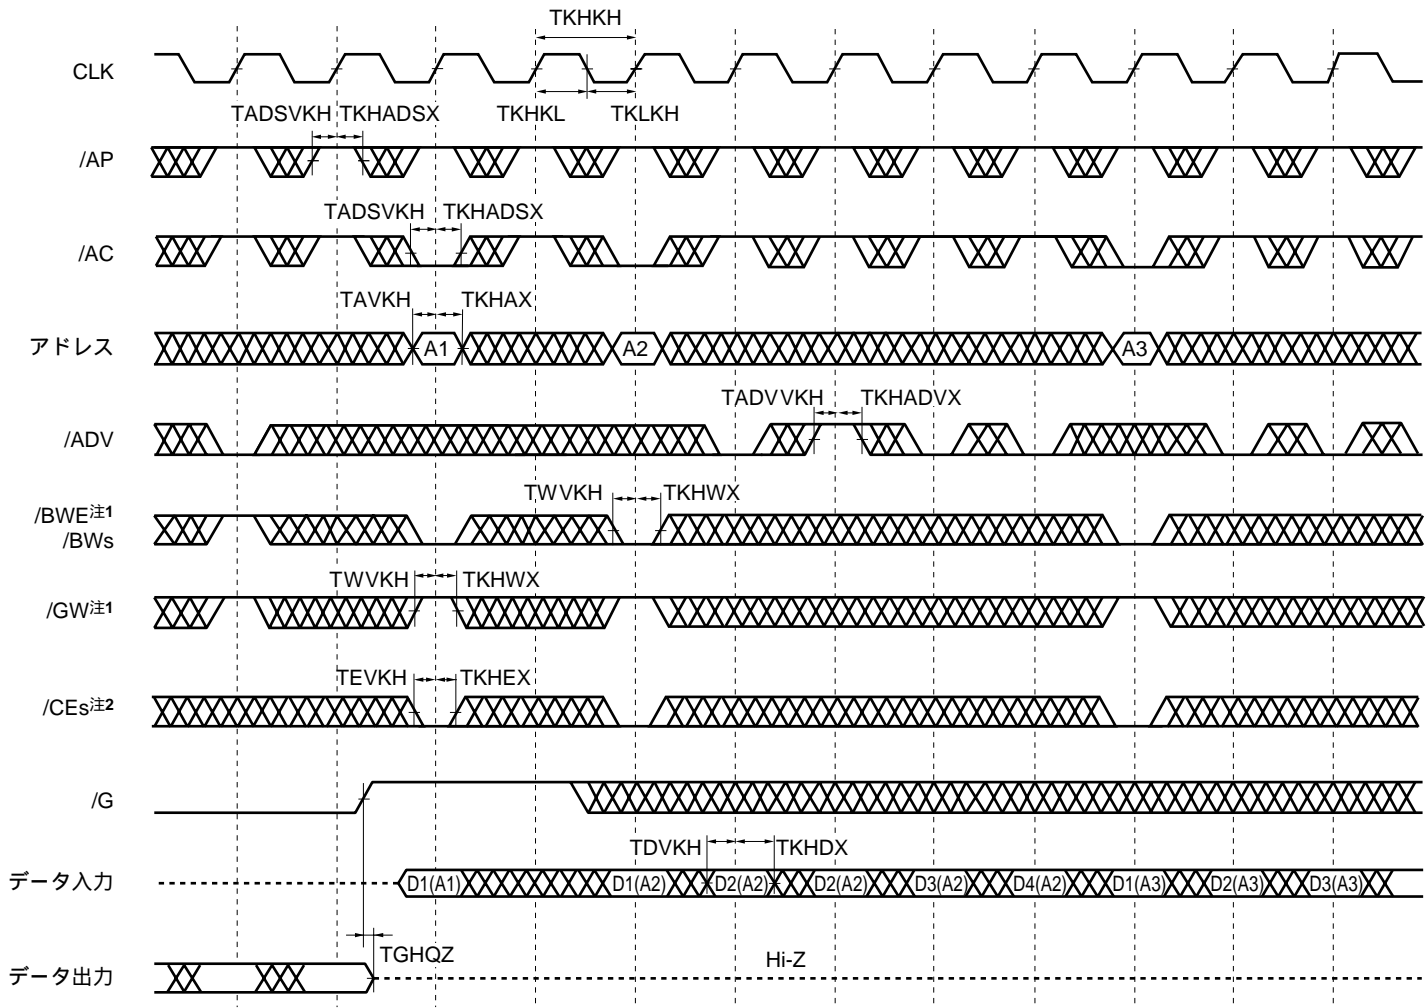 TKHKH
CLK
TKHKL
TKLKH
TADSVKH
TKHADSX
/AP
TADSVKH
TKHADSX
/AC
TAVKH
TKHAX
アドレス
A1
A2
A3
TADVVKH
TKHADVX
/ADV
TWVKH
TKHWX
/BWE注1
/BWs
TWVKH
TKHWX
/GW注1
TEVKH
TKHEX
/CEs注2
/G
TDVKH
TKHDX
データ入力
D1(A1)
D1(A2)
D2(A2)
D2(A2)
D3(A2)
D4(A2)
D1(A3)
D2(A3)
D3(A3)
TGHQZ
データ出力
Hi-Z